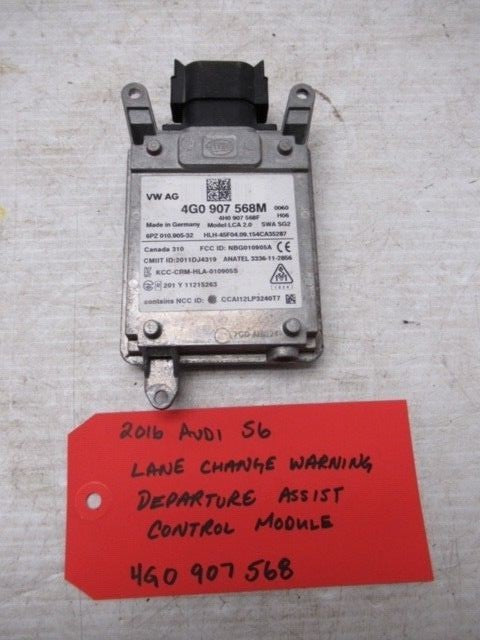 VW AG
4G0 907 568M 0060
4H0 907 568F H06
Made in Germany Model LCA 2.0 SWA SG2
6PZ 010.905-32 HLH-45F04.09.154CA35287
Canada 310 FCC ID: NBG010905A
CMIIT ID:2011DJ4319 ANATEL 3336-11-2856
KCC-CRM-HLA-010905S
201 Y 11215263
contains NCC ID: CCAI12LP3240T7
2016 AUDI S6
LANE CHANGE WARNING
DEPARTURE ASSIST
CONTROL MODULE
4G0 907 568